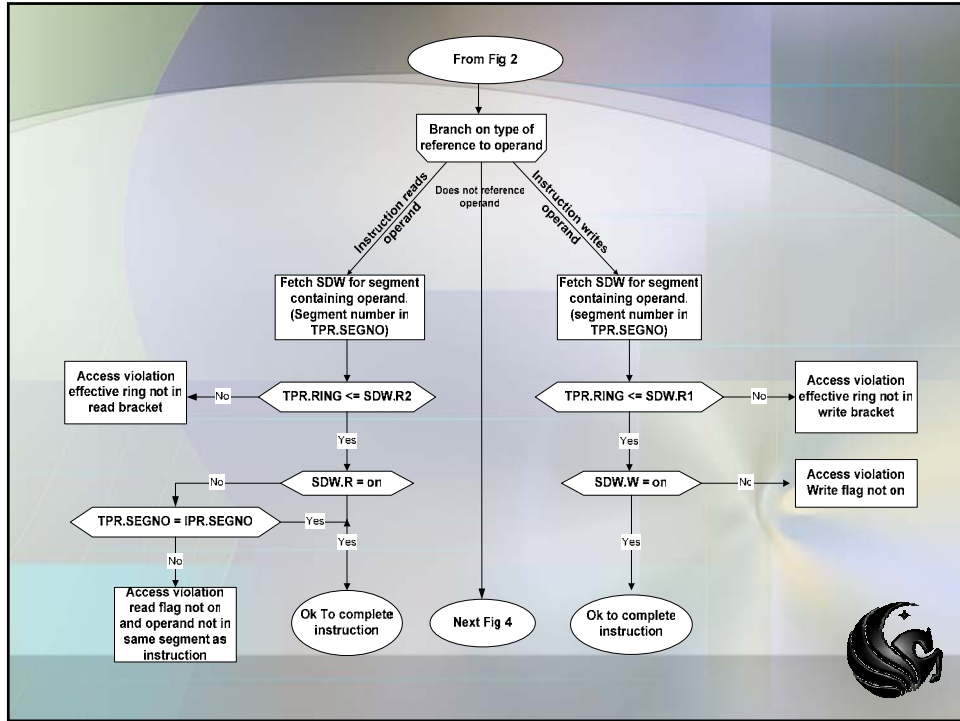 From Fig 2
Branch on type of
reference to operand
Instruction reads
operand
Does not reference
operand
Instruction writes
operand
Fetch SDW for segment
containing operand.
(Segment number in
TPR.SEGNO)
Fetch SDW for segment
containing operand.
(segment number in
TPR.SEGNO)
Access violation
effective ring not in
read bracket
No
TPR.RING <= SDW.R2
TPR.RING <= SDW.R1
No
Access violation
effective ring not in
write bracket
Yes
Yes
No
SDW.R = on
SDW.W = on
No
Access violation
Write flag not on
TPR.SEGNO = IPR.SEGNO
Yes
Yes
Yes
No
Access violation
read flag not on
and operand not in
same segment as
instruction
Ok To complete
instruction
Next Fig 4
Ok to complete
instruction